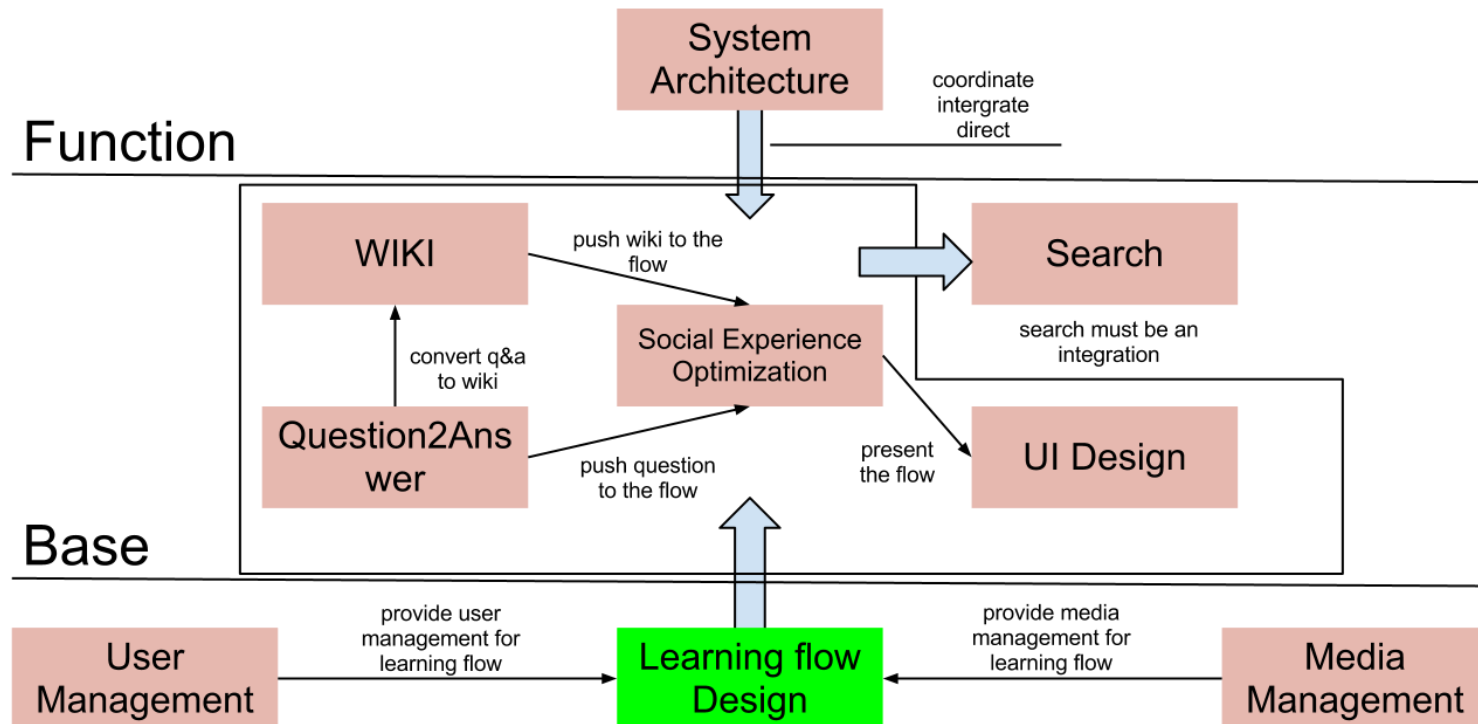 System
Architecture
coordinate
intergrate
direct
Function
WIKI
push wiki to the
flow
Search
Social Experience
Optimization
search must be an
integration
convert q&a
to wiki
Question2Ans
wer
push question
to the flow
present
the flow
UI Design
Base
provide user
management for
learning flow
provide media
management for
learning flow
User
Management
Learning flow
Design
Media
Management